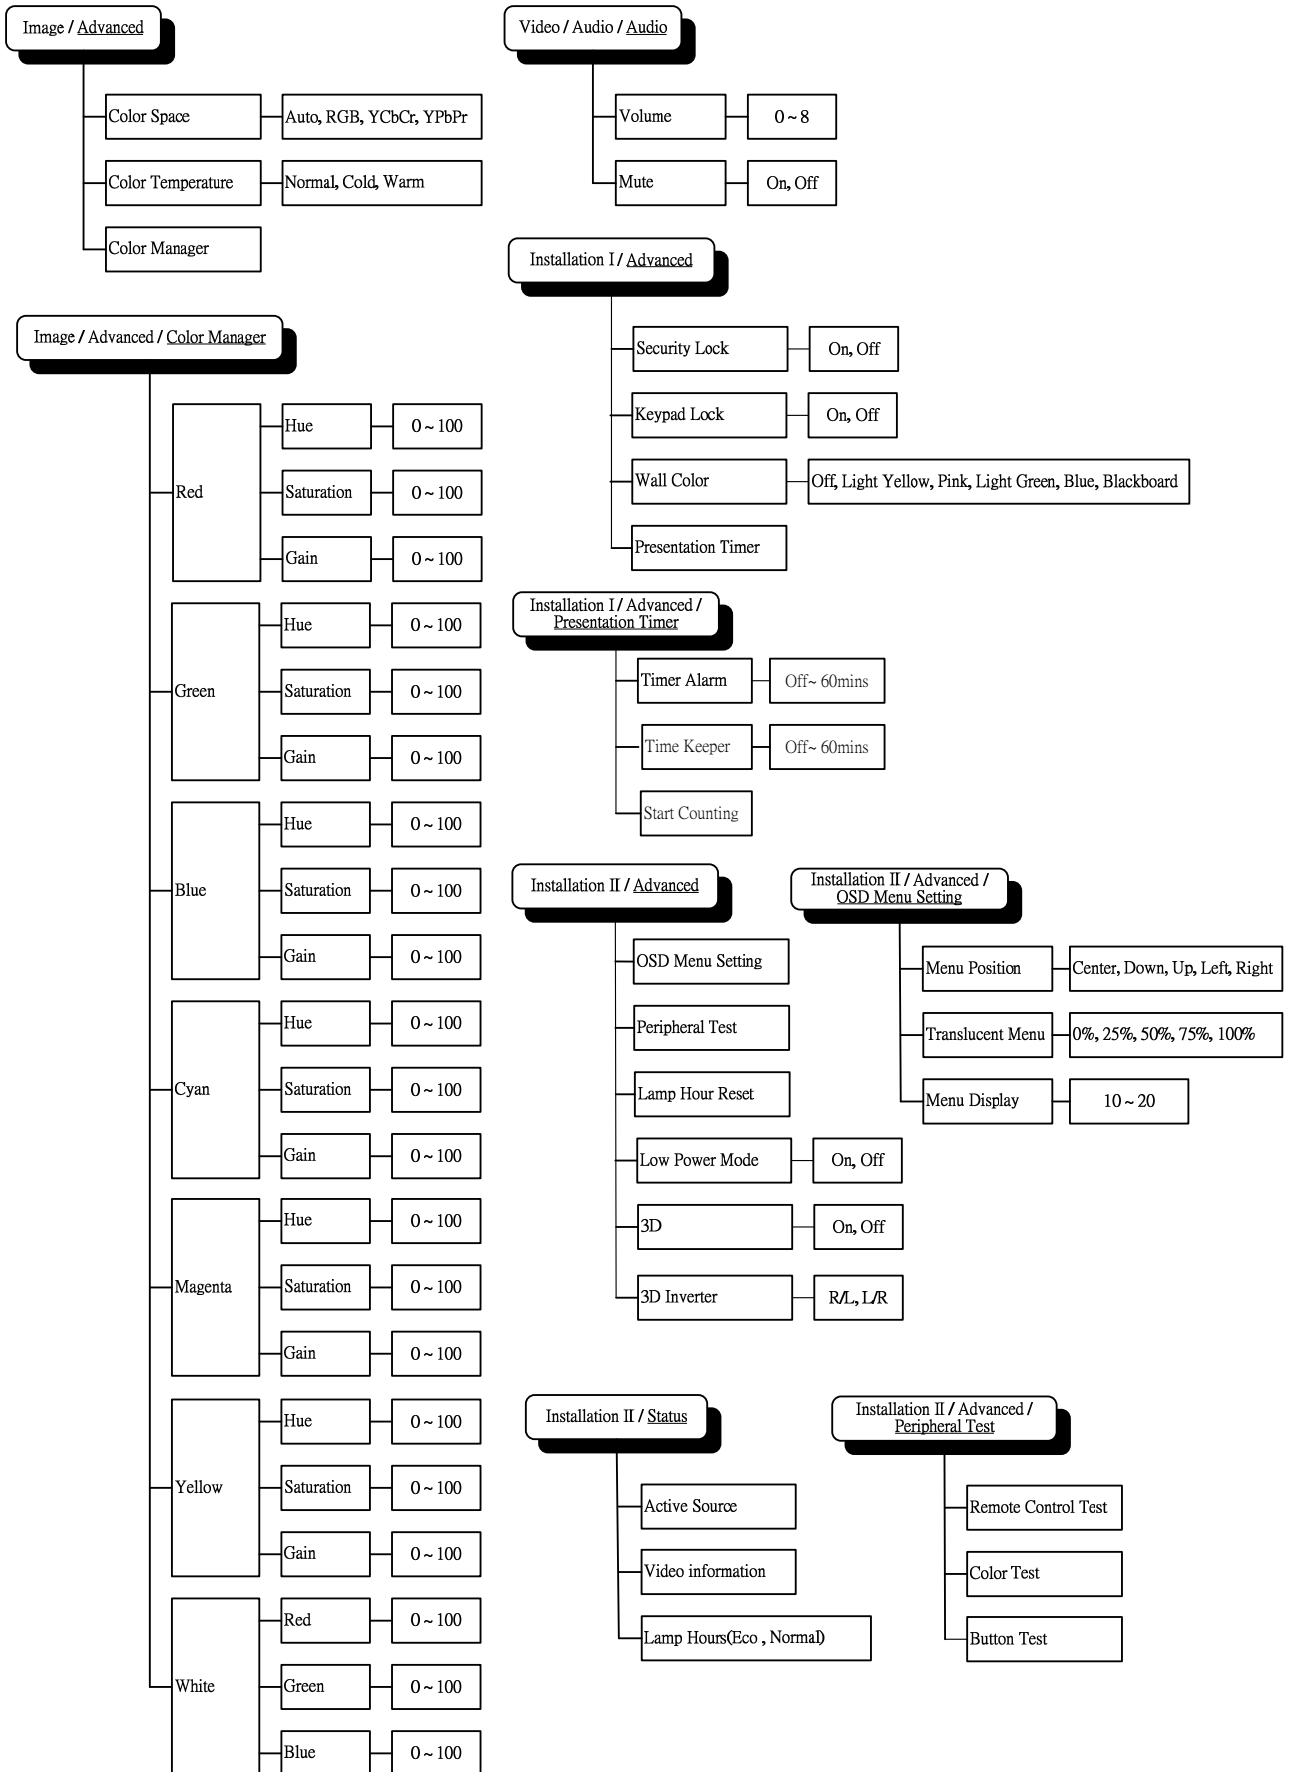 Image / Advanced
Color Space
Auto, RGB, YCbCr, YPbPr
Color Temperature
Normal, Cold, Warm
Color Manager
Image / Advanced / Color Manager
Red
Hue
0 ~ 100
Saturation
0 ~ 100
Gain
0 ~ 100
Green
Hue
0 ~ 100
Saturation
0 ~ 100
Gain
0 ~ 100
Blue
Hue
0 ~ 100
Saturation
0 ~ 100
Gain
0 ~ 100
Cyan
Hue
0 ~ 100
Saturation
0 ~ 100
Gain
0 ~ 100
Magenta
Hue
0 ~ 100
Saturation
0 ~ 100
Gain
0 ~ 100
Yellow
Hue
0 ~ 100
Saturation
0 ~ 100
Gain
0 ~ 100
White
Red
0 ~ 100
Green
0 ~ 100
Blue
0 ~ 100
Video / Audio / Audio
Volume
0 ~ 8
Mute
On, Off
Installation I / Advanced
Security Lock
On, Off
Keypad Lock
On, Off
Wall Color
Off, Light Yellow, Pink, Light Green, Blue, Blackboard
Presentation Timer
Installation I / Advanced /
Presentation Timer
Timer Alarm
Off~ 60mins
Time Keeper
Off~ 60mins
Start Counting
Installation II / Advanced
OSD Menu Setting
Peripheral Test
Lamp Hour Reset
Low Power Mode
On, Off
3D
On, Off
3D Inverter
R/L, L/R
Installation II / Advanced /
OSD Menu Setting
Menu Position
Center, Down, Up, Left, Right
Translucent Menu
0%, 25%, 50%, 75%, 100%
Menu Display
10 ~ 20
Installation II / Status
Active Source
Video information
Lamp Hours(Eco , Normal)
Installation II / Advanced /
Peripheral Test
Remote Control Test
Color Test
Button Test